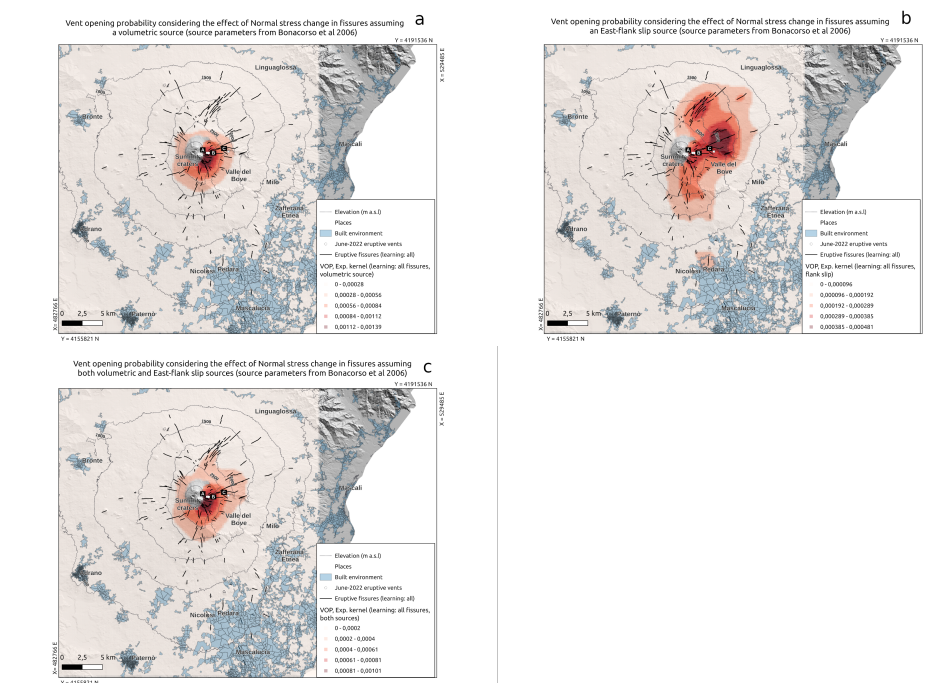 Vent opening probability considering the effect of Normal stress change in fissures assuming
a volumetric source (source parameters from Bonacorso et al 2006)
a
Y = 4191536 N
X = 529485 E
Linguaglossa
Bronte
Mascali
Summit
craters
A
B
C
Valle del
Bove
Milo
Zafferana
Etnea
Nicolosi
Pedara
Mascalucia
Paternò
Elevation (m a.s.l)
Places
Built environment
June-2022 eruptive vents
Eruptive fissures (learning: all)
VOP, Exp. kernel (learning: all fissures,
volumetric source)
0 - 0,00028
0,00028 - 0,00056
0,00056 - 0,00084
0,00084 - 0,00112
0,00112 - 0,00139
0 2,5 5 km
X= 482766 E
Y = 4155821 N
Vent opening probability considering the effect of Normal stress change in fissures assuming
an East-flank slip source (source parameters from Bonacorso et al 2006)
b
Y = 4191536 N
Linguaglossa
Bronte
Mascali
Summit
craters
A
B
C
Valle del
Bove
Milo
Zafferana
Etnea
Nicolosi
Pedara
Mascalucia
Paternò
Elevation (m a.s.l)
Places
Built environment
June-2022 eruptive vents
Eruptive fissures (learning: all)
VOP, Exp. kernel (learning: all fissures,
flank slip)
0 - 0,000096
0,000096 - 0,000192
0,000192 - 0,000289
0,000289 - 0,000385
0,000385 - 0,000481
0 2,5 5 km
X= 482766 E
Y = 4155821 N
Vent opening probability considering the effect of Normal stress change in fissures assuming
both volumetric and East-flank slip sources (source parameters from Bonacorso et al 2006)
c
Y = 4191536 N
X = 529485 E
Linguaglossa
Bronte
Mascali
Summit
craters
A
B
C
Valle del
Bove
Milo
Zafferana
Etnea
Nicolosi
Pedara
Mascalucia
Paternò
Elevation (m a.s.l)
Places
Built environment
June-2022 eruptive vents
Eruptive fissures (learning: all)
VOP, Exp. kernel (learning: all fissures,
both sources)
0 - 0,0002
0,0002 - 0,0004
0,0004 - 0,00061
0,00061 - 0,00081
0,00081 - 0,00101
0 2,5 5 km
X= 482766 E
Y = 4155821 N